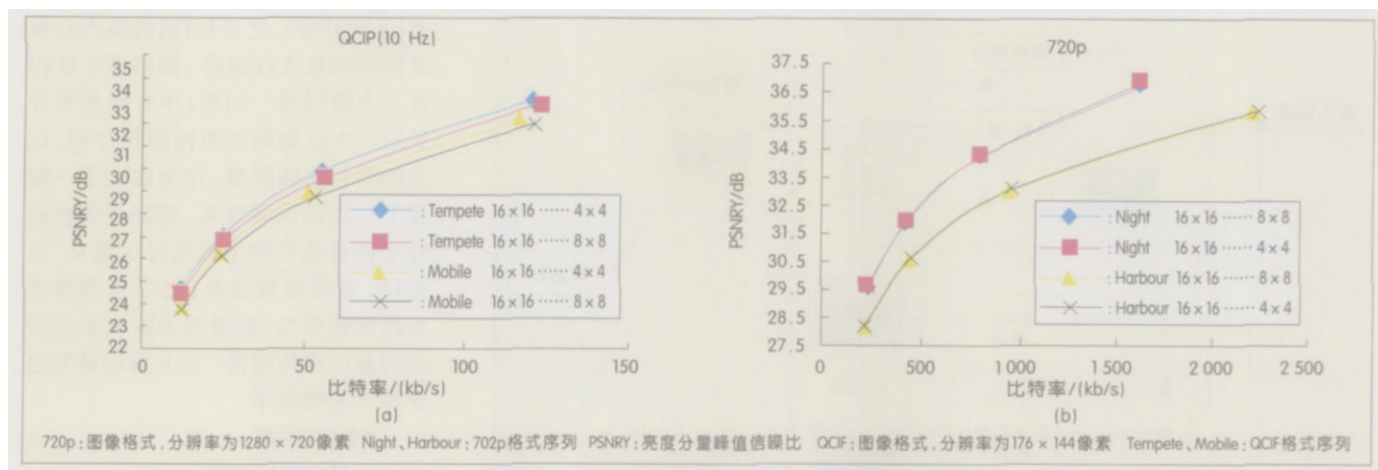 QCIP(10 Hz)
35
34
33
32
31
30
29
28
27
26
25
24
23
22
PSNRY/dB
: Tempete 16×16 ⋯⋯ 4×4
: Tempete 16×16 ⋯⋯ 8×8
: Mobile 16×16 ⋯⋯ 4×4
: Mobile 16×16 ⋯⋯ 8×8
0 50 100 150
比特率/(kb/s)
(a)
720p
37.5
36.5
35.5
34.5
33.5
32.5
31.5
30.5
29.5
28.5
27.5
PSNRY/dB
: Night 16×16 ⋯⋯ 8×8
: Night 16×16 ⋯⋯ 4×4
: Harbour 16×16 ⋯⋯ 8×8
: Harbour 16×16 ⋯⋯ 4×4
0 500 1 000 1 500 2 000 2 500
比特率/(kb/s)
(b)
720p:图像格式,分辨率为1280×720像素 Night、Harbour:702p格式序列 PSNRY:亮度分量峰值信噪比 QCIF:图像格式,分辨率为176×144像素 Tempete、Mobile:QCIF格式序列